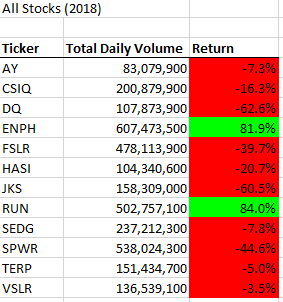 All Stocks (2018)
Ticker Total Daily Volume Return
AY 83,079,900 -7.3%
CSIQ 200,879,900 -16.3%
DQ 107,873,900 -62.6%
ENPH 607,473,500 81.9%
FSLR 478,113,900 -39.7%
HASI 104,340,600 -20.7%
JKS 158,309,000 -60.5%
RUN 502,757,100 84.0%
SEDG 237,212,300 -7.8%
SPWR 538,024,300 -44.6%
TERP 151,434,700 -5.0%
VSLR 136,539,100 -3.5%